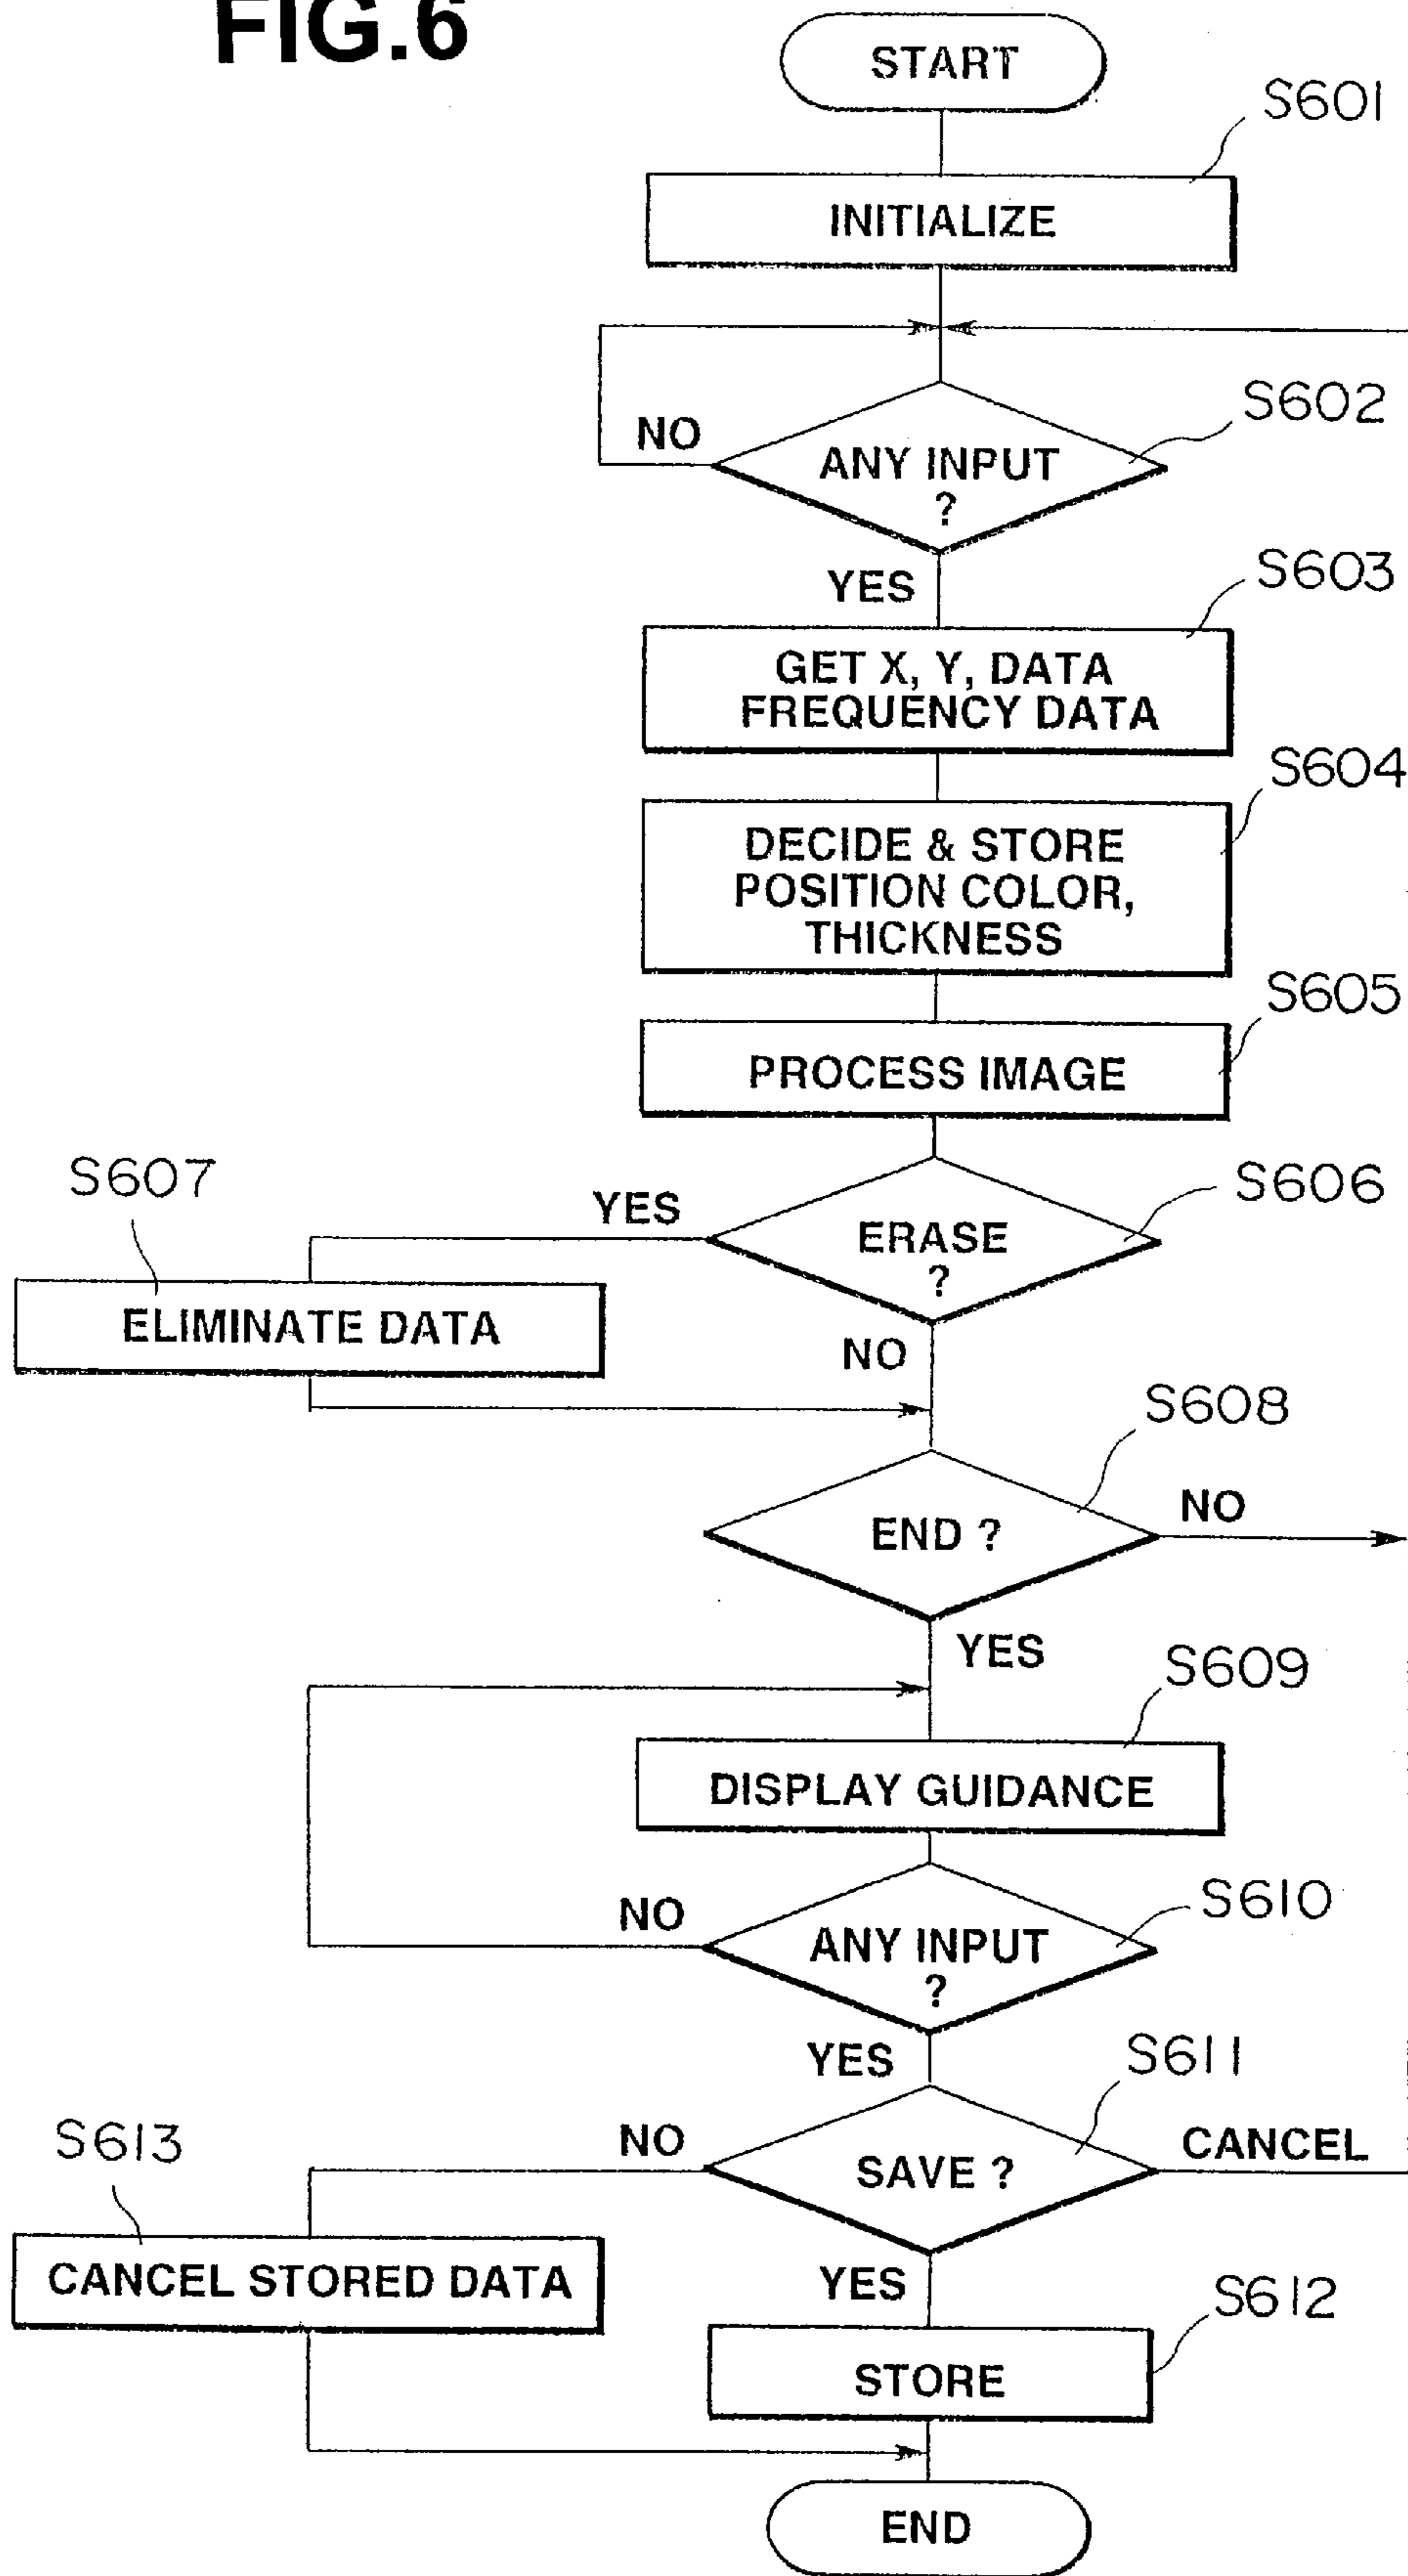 FIG.6
START
S601
INITIALIZE
S602
NO
ANY INPUT
?
YES
S603
GET X, Y, DATA
FREQUENCY DATA
S604
DECIDE & STORE
POSITION COLOR,
THICKNESS
S605
PROCESS IMAGE
S607
YES
S606
ERASE
?
ELIMINATE DATA
NO
S608
NO
END ?
YES
S609
DISPLAY GUIDANCE
NO
S610
ANY INPUT
?
YES
S611
S613
NO
CANCEL
SAVE ?
CANCEL STORED DATA
YES
S612
STORE
END